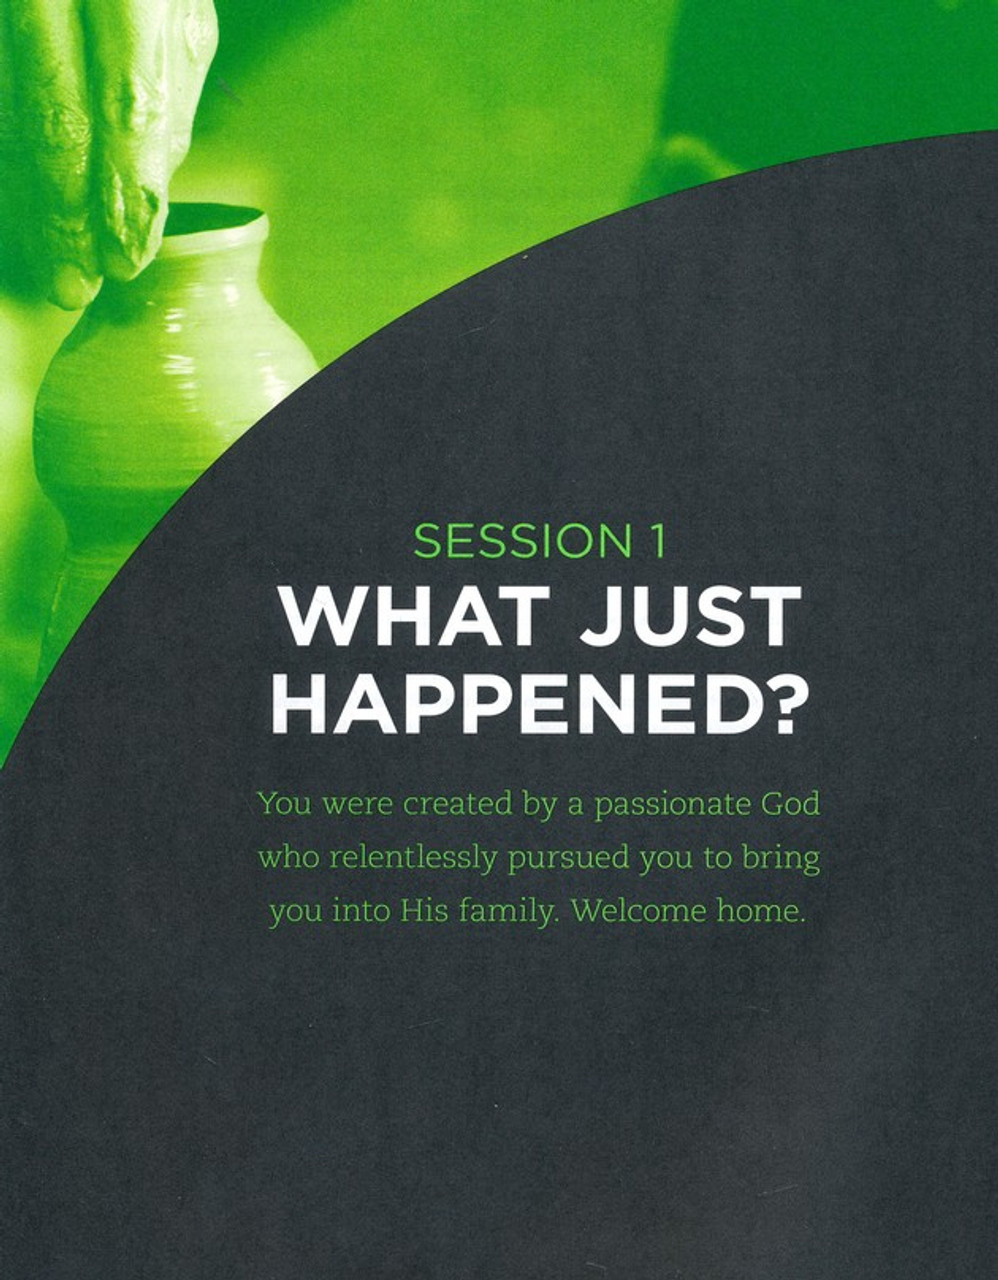 SESSION 1
WHAT JUST
HAPPENED?
You were created by a passionate God
who relentlessly pursued you to bring
you into His family. Welcome home.